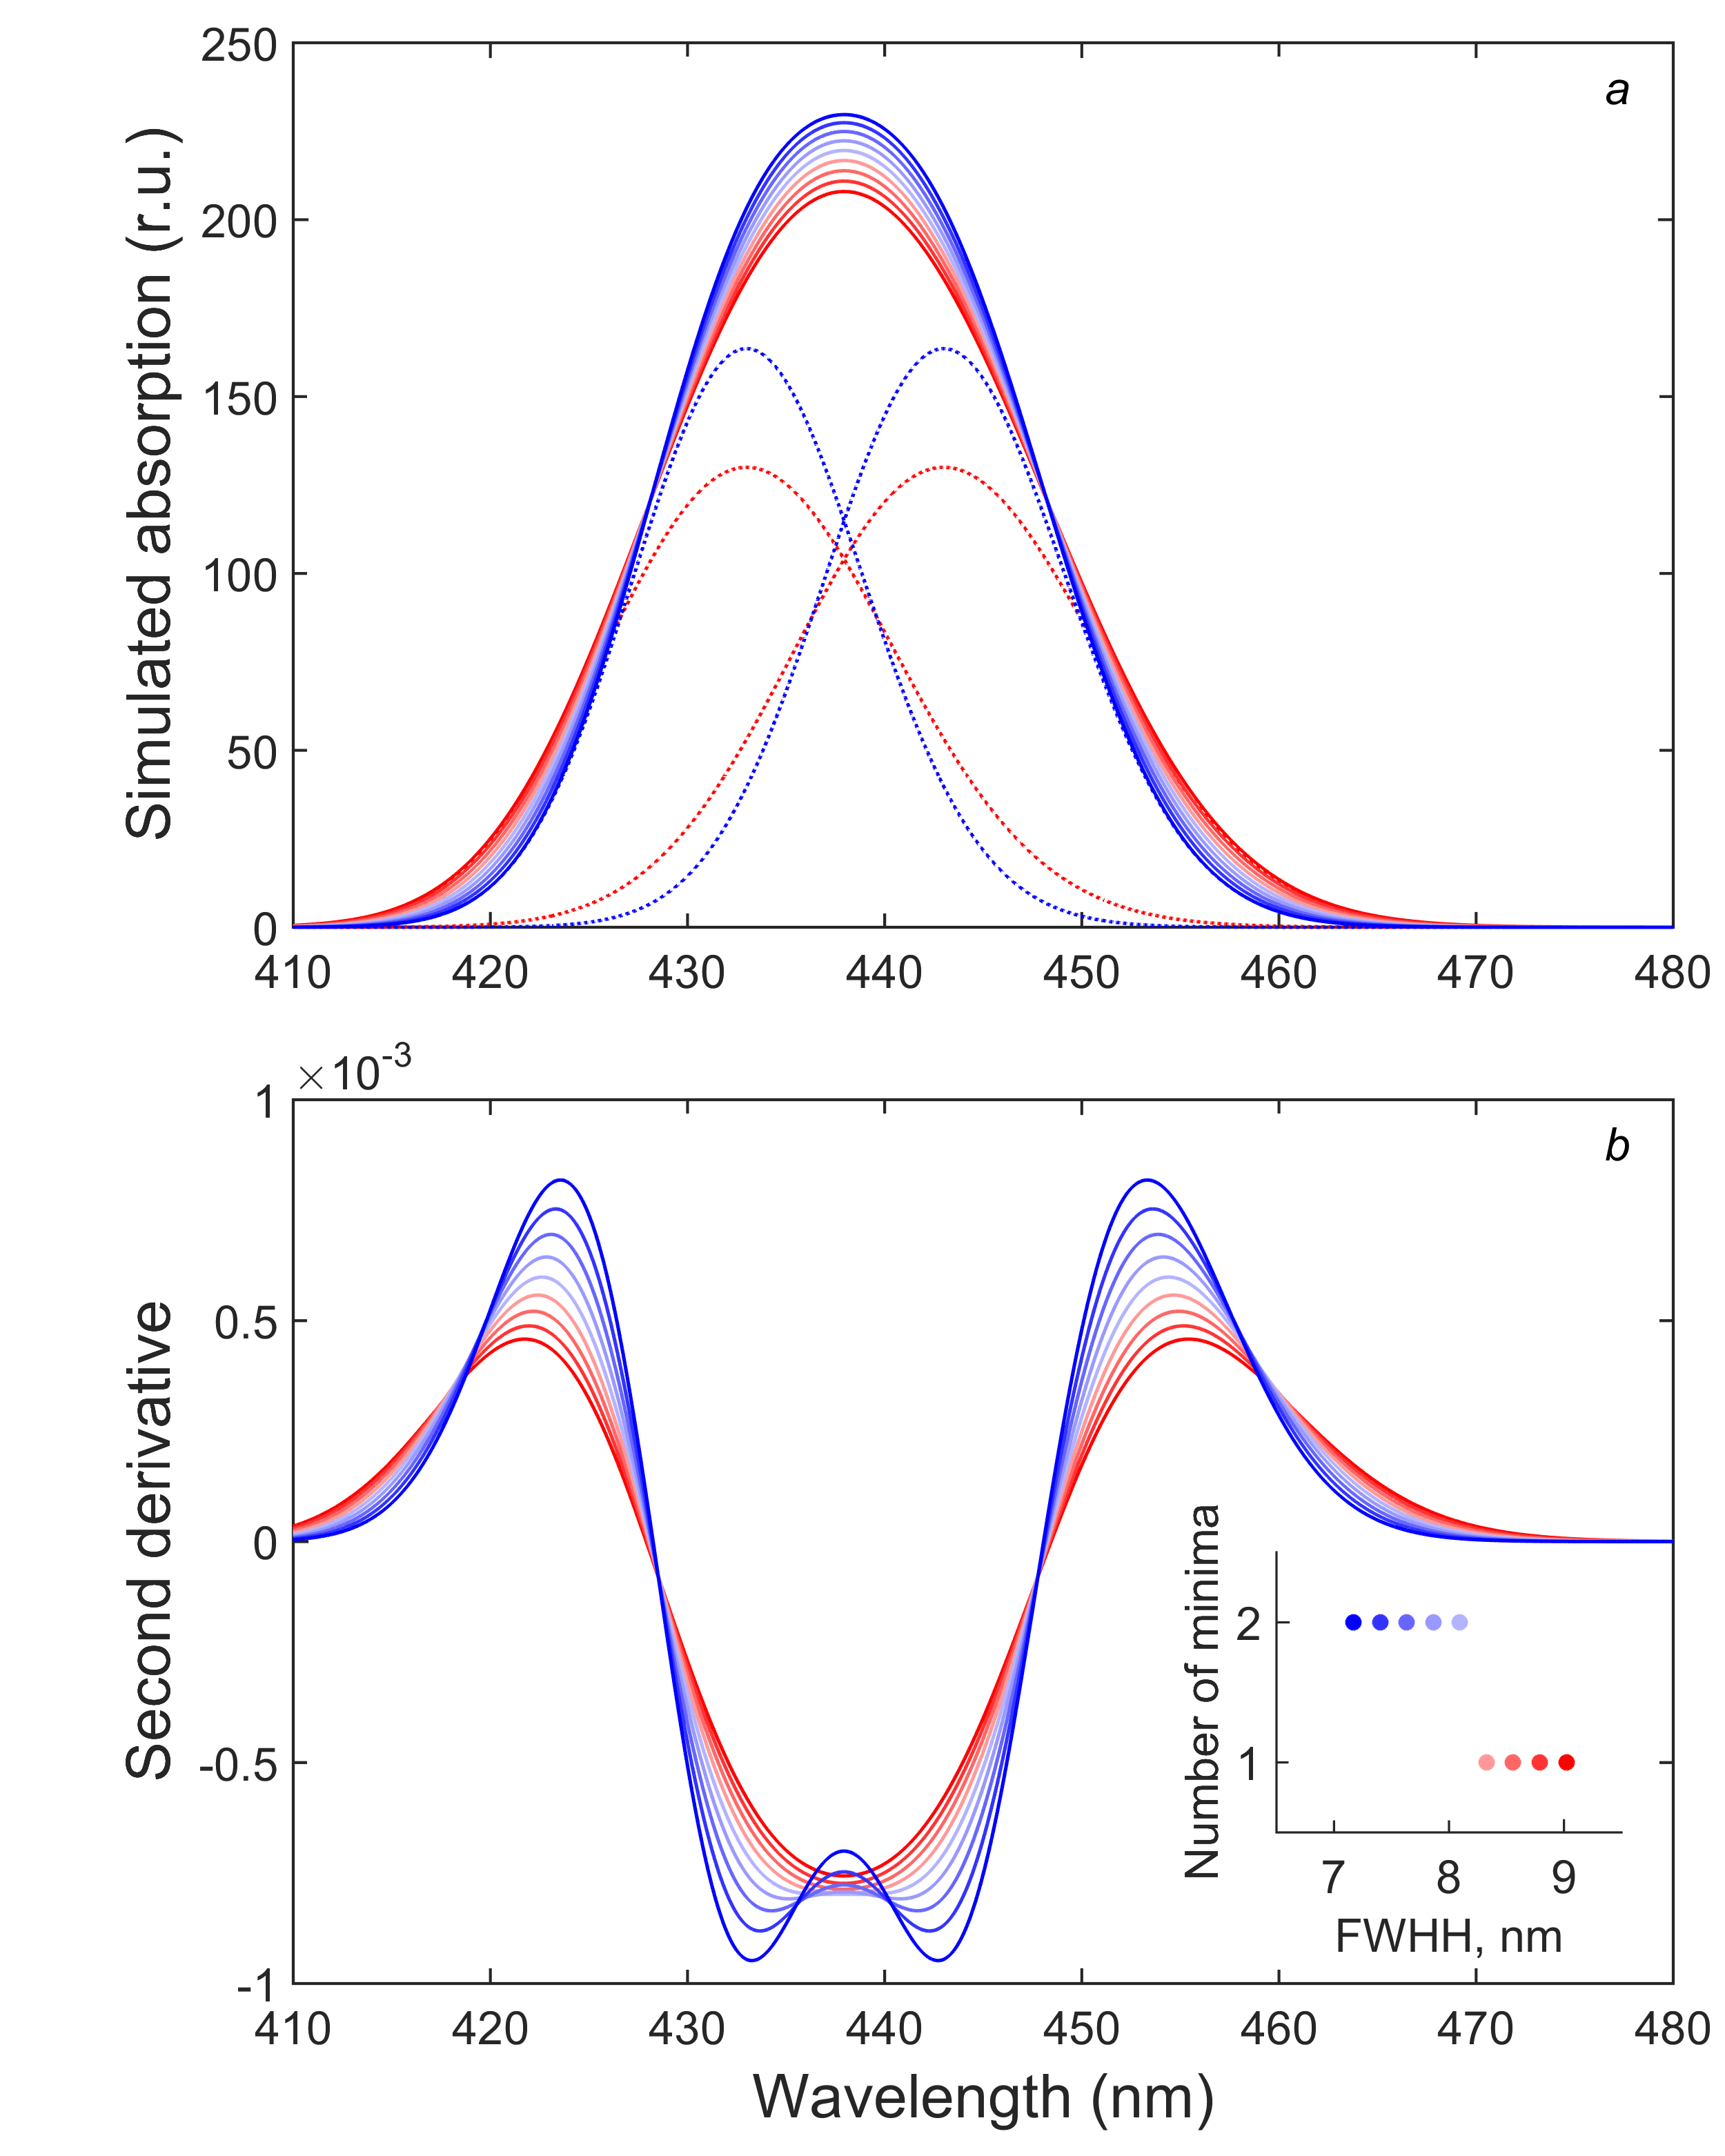 a
Simulated absorption (r.u.)
250
200
150
100
50
0
410 420 430 440 450 460 470 480
×10-3
b
Second derivative
1
0.5
0
-0.5
-1
410 420 430 440 450 460 470 480
Wavelength (nm)
Number of minima
2
1
7 8 9
FWHH, nm